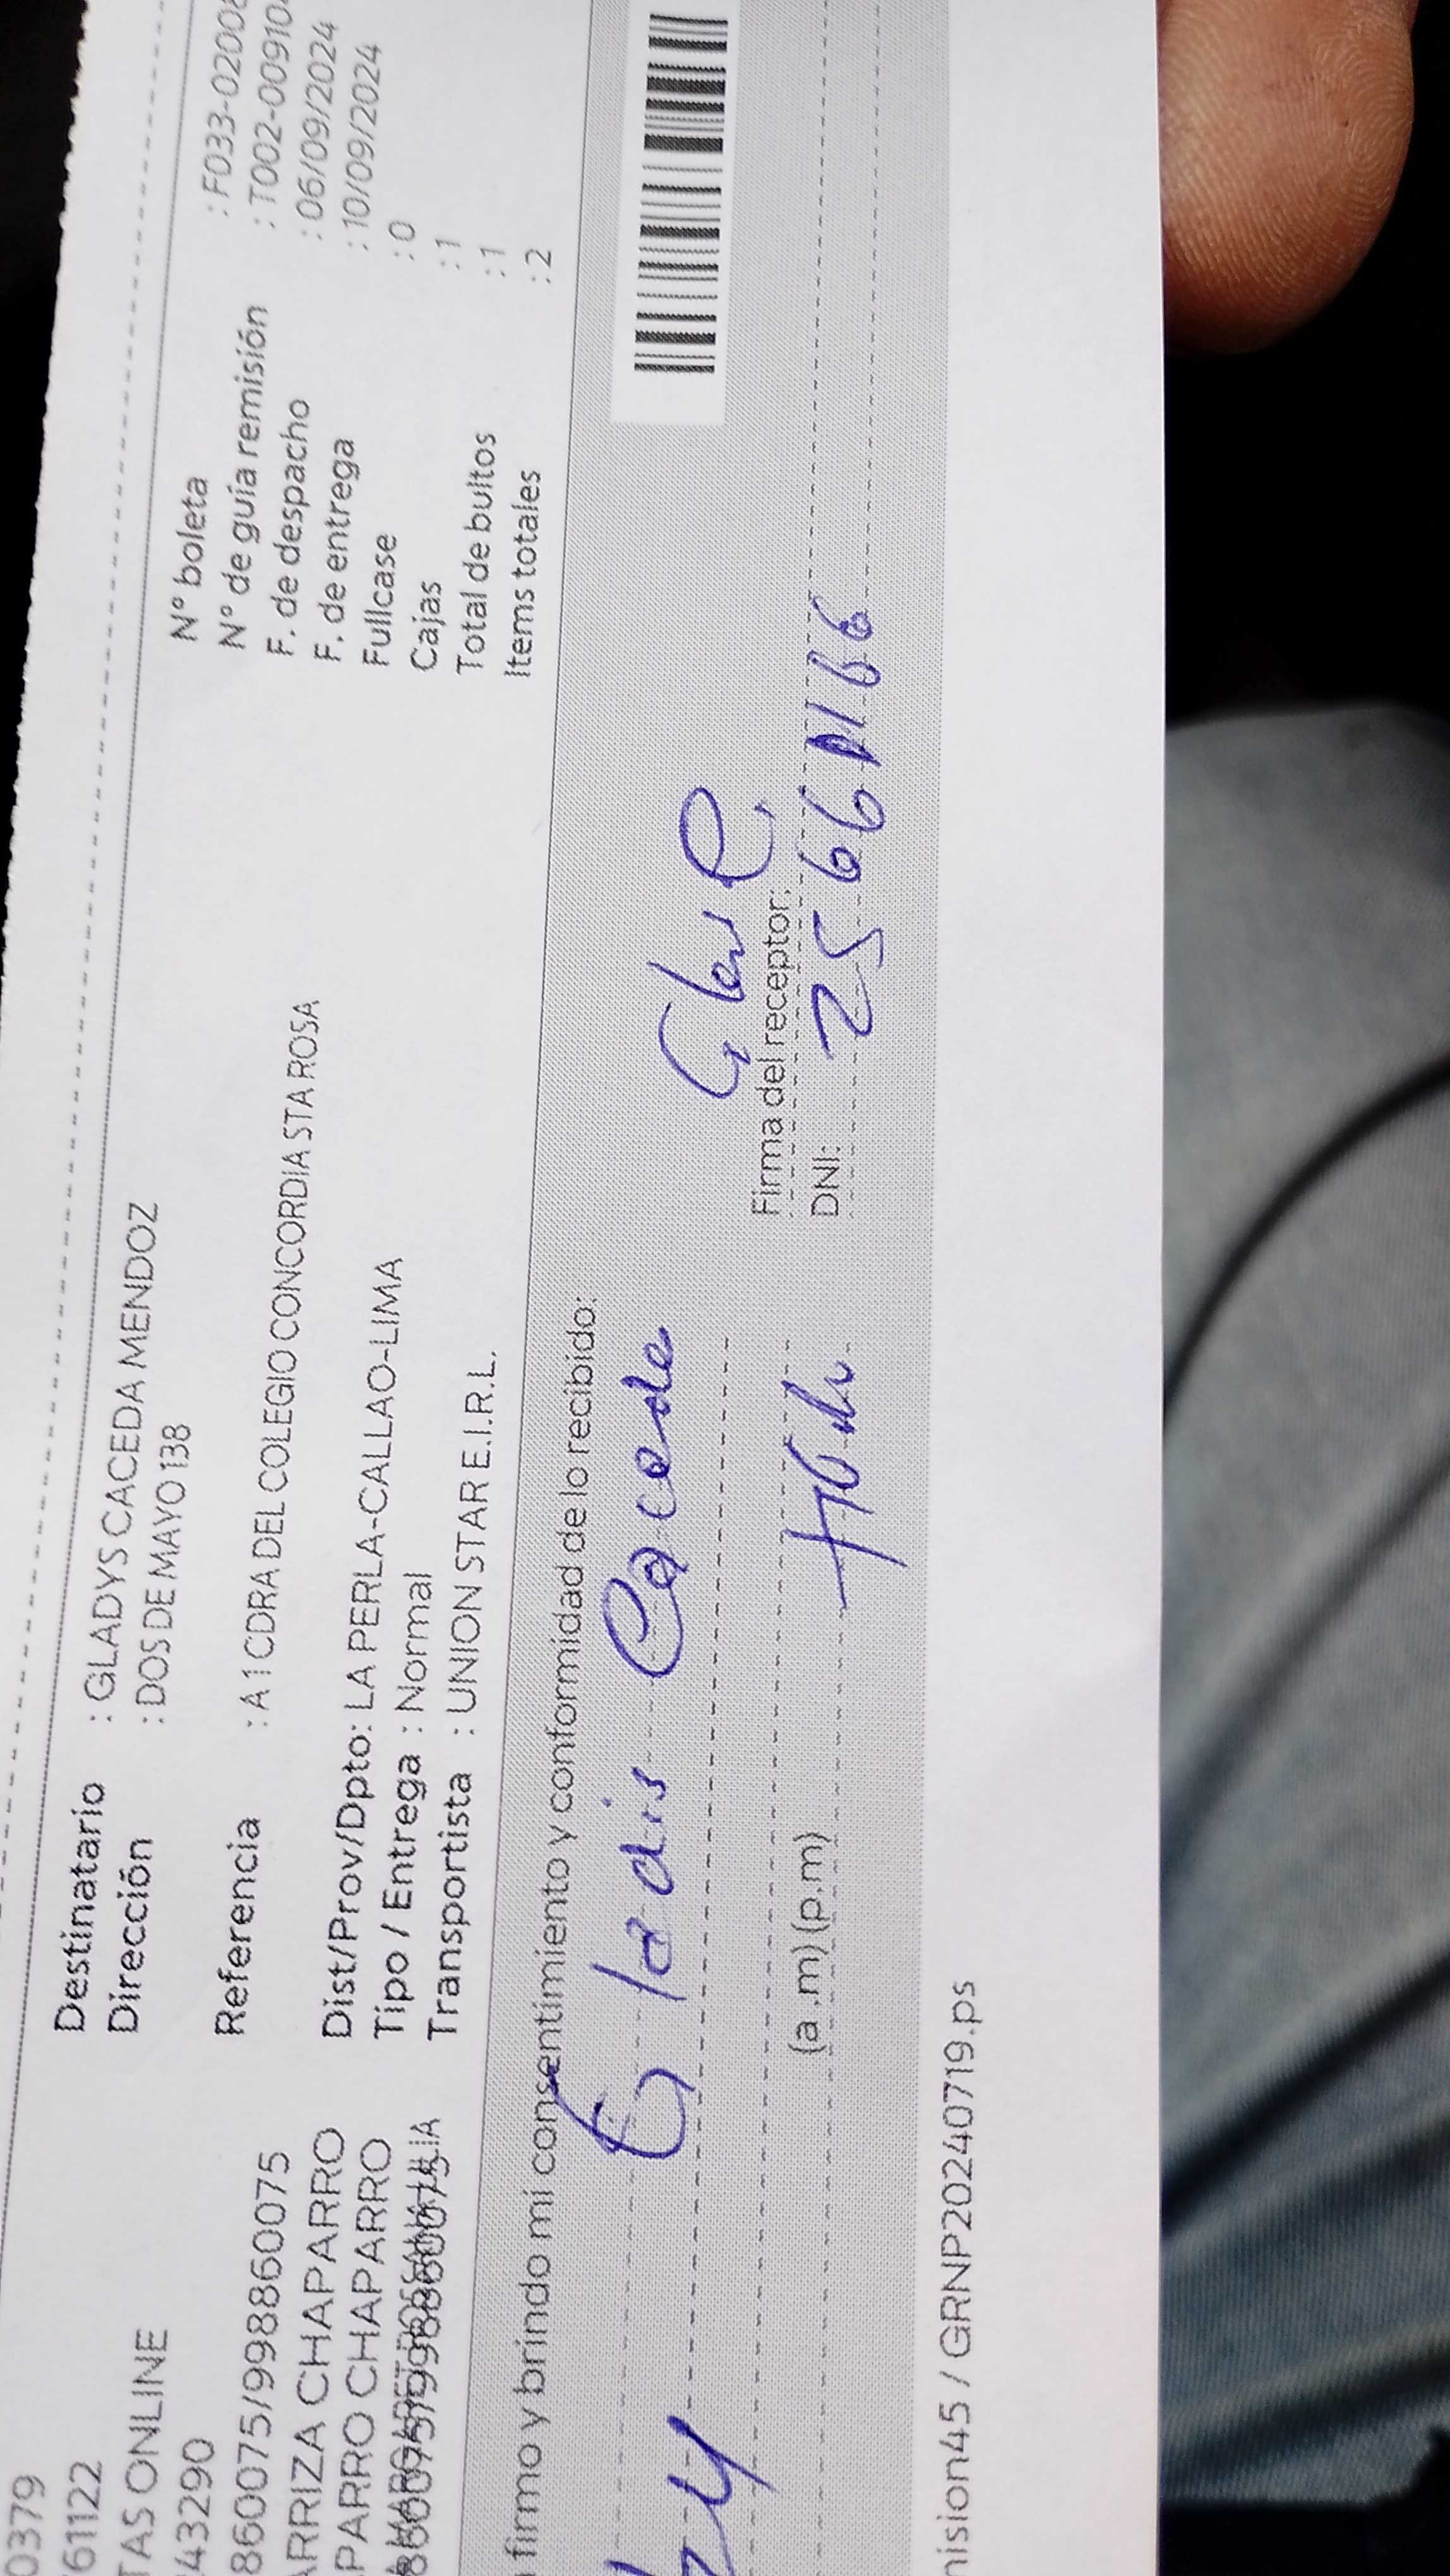 0379
61122
TAS ONLINE
43290
860075/998860075
ARRIZA CHAPARRO
PARRO CHAPARRO
Destinatario : GLADYS CACEDA MENDOZ
Dirección : DOS DE MAYO 138
Referencia : A 1 CDRA DEL COLEGIO CONCORDIA STA ROSA
Dist/Prov/Dpto: LA PERLA-CALLAO-LIMA
Tipo / Entrega : Normal
Transportista : UNION STAR E.I.R.L.
N° boleta : F033-0200
N° de guía remisión : T002-00910
F. de despacho : 06/09/2024
F. de entrega : 10/09/2024
Fullcase : 0
Cajas : 1
Total de bultos : 1
Items totales : 2
firmo y brindo mi consentimiento y conformidad de lo recibido:
Gladis Caceda
Firma del receptor:
(a .m) (p.m)
DNI:
nision45 / GRNP20240719.ps